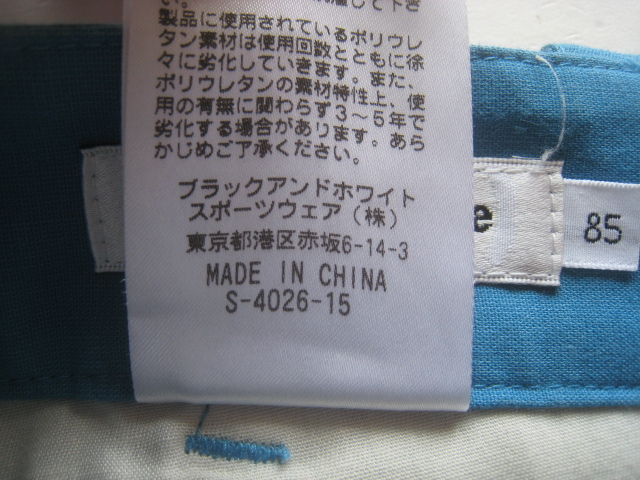 い。
製品に使用されているポリウレ
タン素材は使用回数とともに徐
々に劣化していきます。また、
ポリウレタンの素材特性上、使
用の有無に関わらず3～5年で
劣化する場合があります。あら
かじめご了承ください。
ブラックアンドホワイト
スポーツウェア（株）
東京都港区赤坂6-14-3
MADE IN CHINA
S-4026-15
e
85